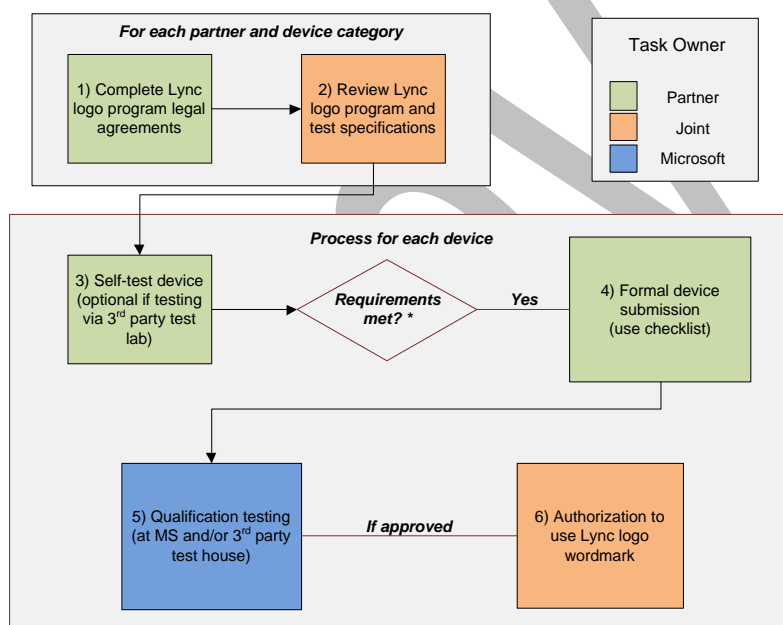 For each partner and device category
1) Complete Lync
logo program legal
agreements
2) Review Lync
logo program and
test specifications
Task Owner
Partner
Joint
Microsoft
Process for each device
3) Self-test device
(optional if testing
via 3rd party test
lab)
Requirements
met? *
Yes
4) Formal device
submission
(use checklist)
5) Qualification testing
(at MS and/or 3rd party
test house)
If approved
6) Authorization to
use Lync logo
wordmark